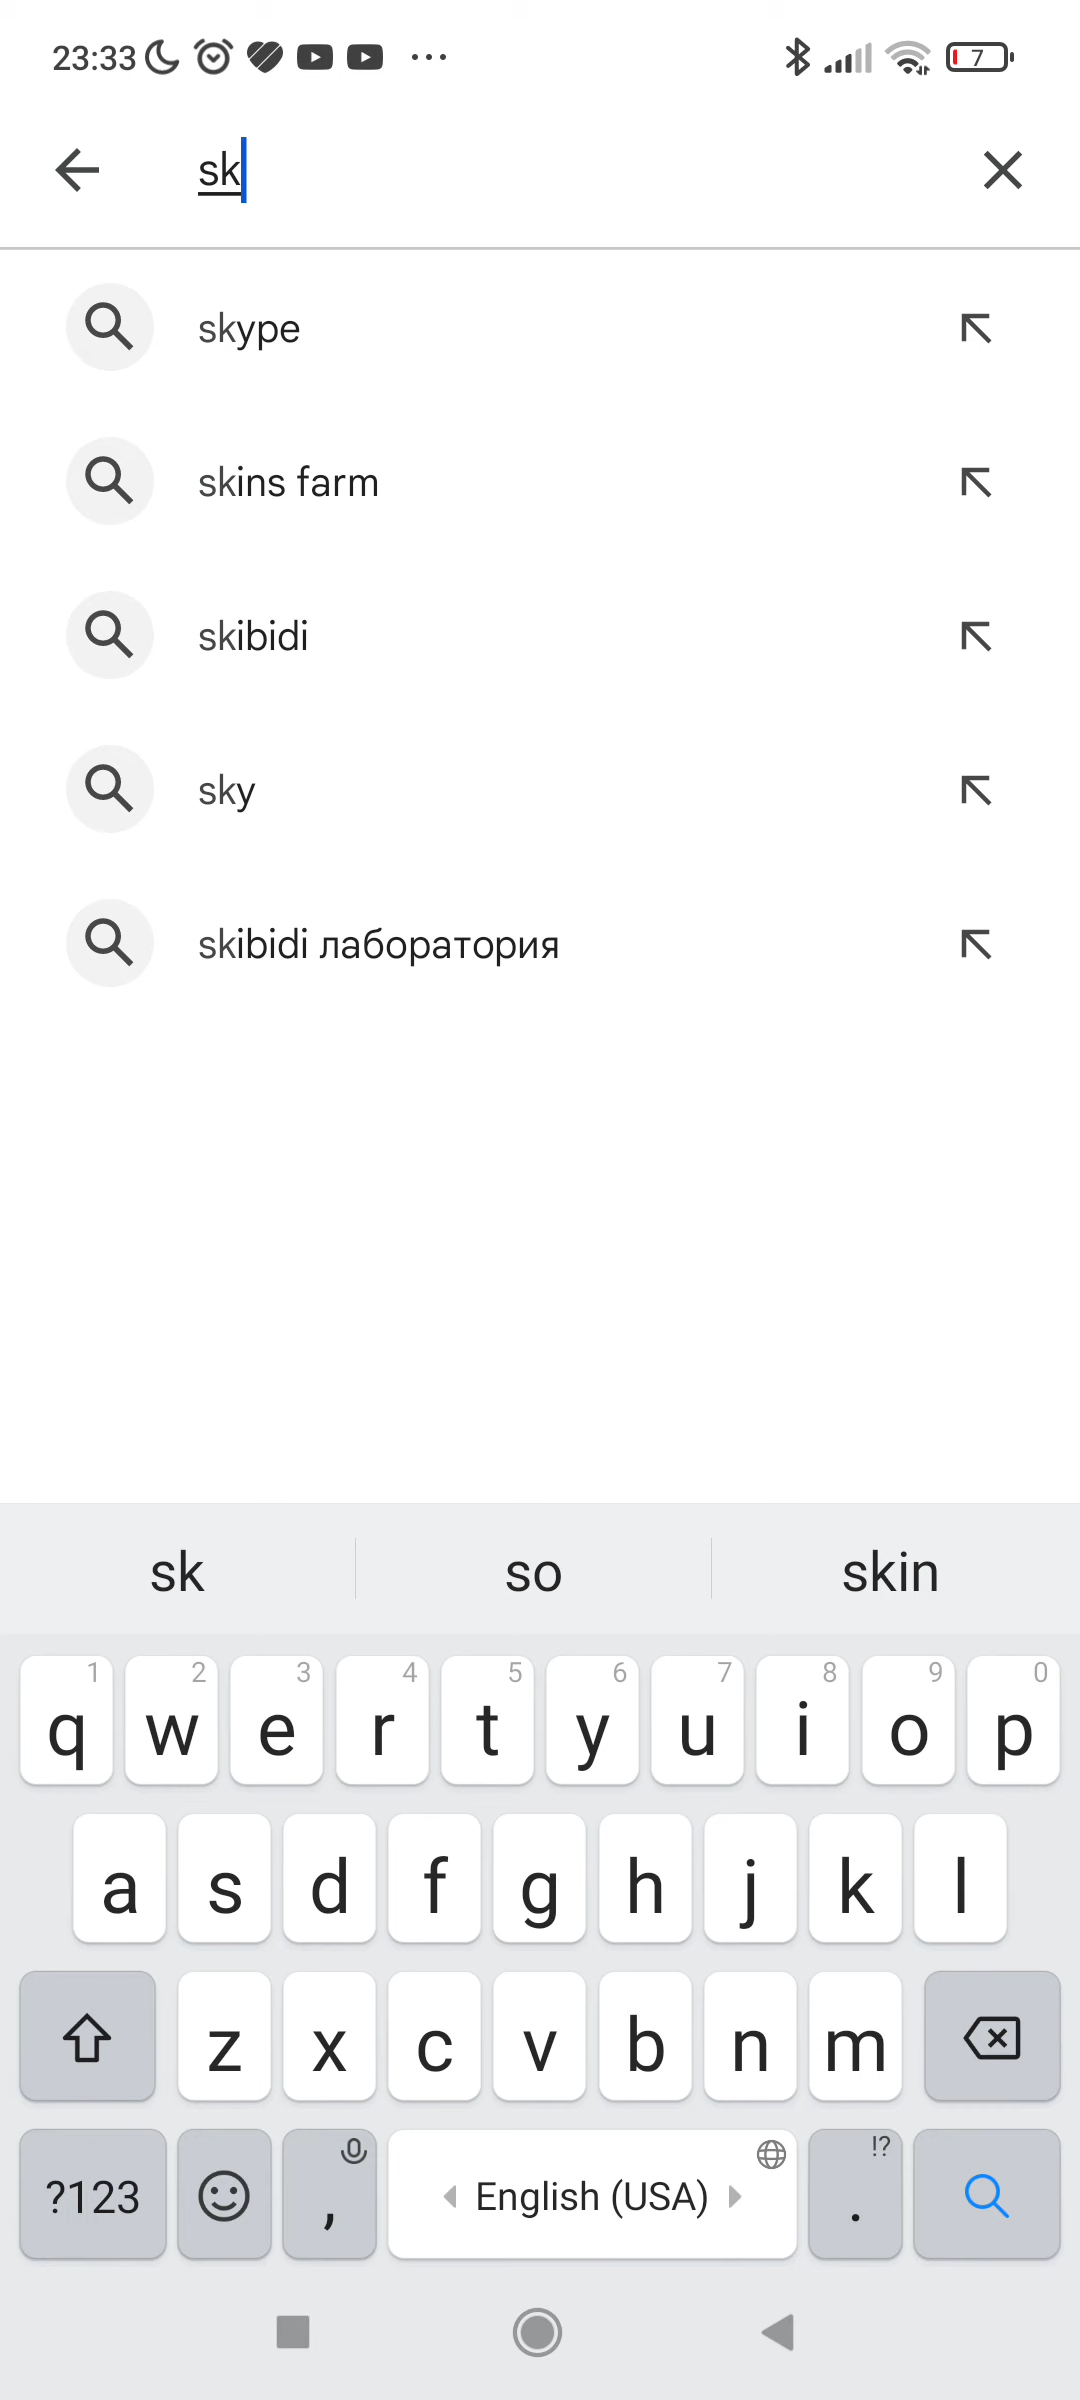 23:33 7
sk
skype
skins farm
skibidi
sky
skibidi лаборатория
sk so skin
1 2 3 4 5 6 7 8 9 0
q w e r t y u i o p
a s d f g h j k l
z x c v b n m
!?
?123 , English (USA) .